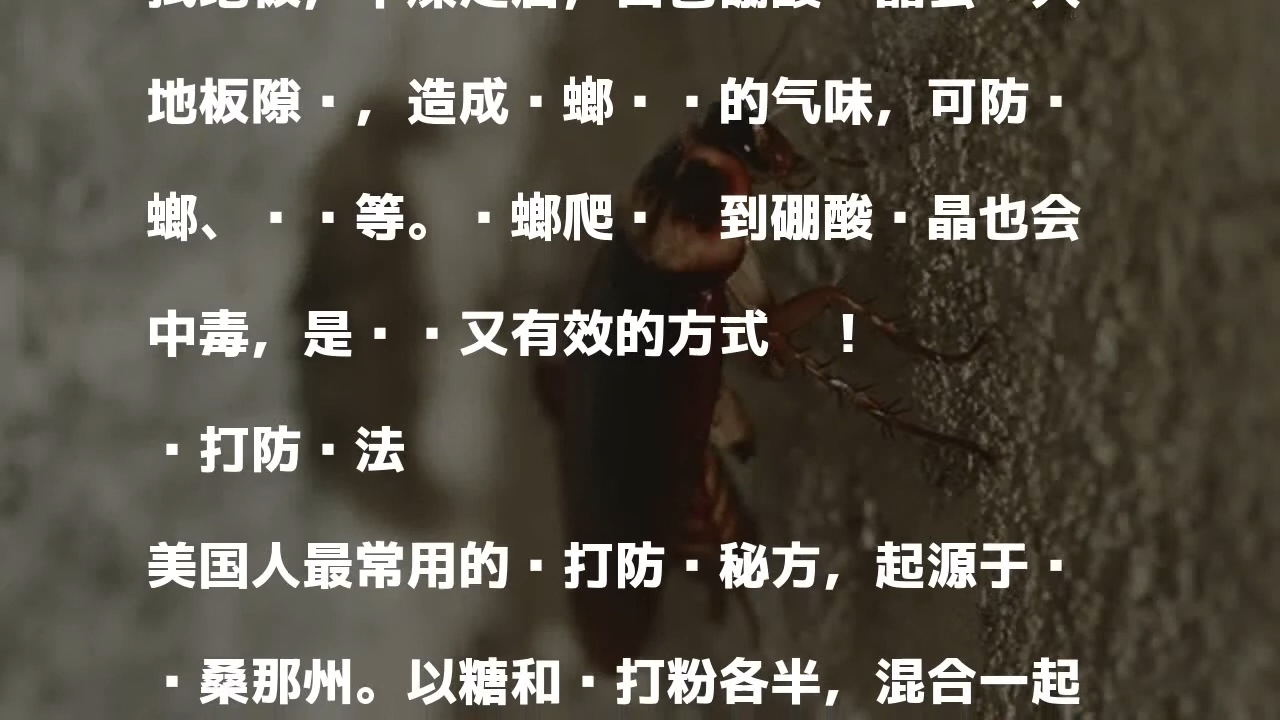 地板隙▪，造成▪螂▪▪的气味，可防▪
螂、▪▪等。▪螂爬▪ 到硼酸▪晶也会
中毒，是▪▪又有效的方式 ！
▪打防▪法
美国人最常用的▪打防▪秘方，起源于▪
▪桑那州。以糖和▪打粉各半，混合一起